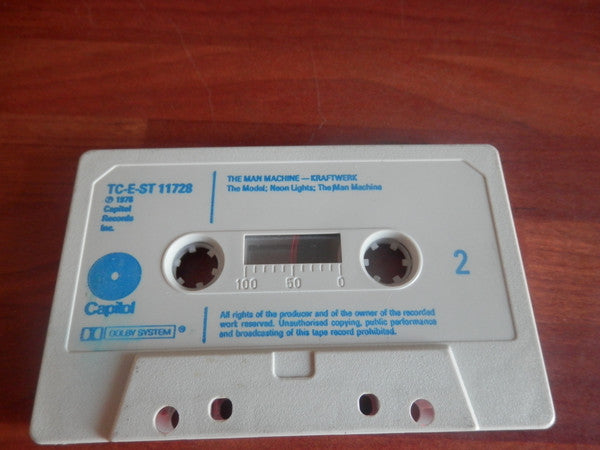 TC-E-ST 11728
℗ 1978
Capitol
Records
Inc.
THE MAN MACHINE — KRAFTWERK
The Model; Neon Lights; The Man Machine
Capitol
DOLBY SYSTEM ®
100 50 0
2
All rights of the producer and of the owner of the recorded
work reserved. Unauthorised copying, public performance
and broadcasting of this tape record prohibited.